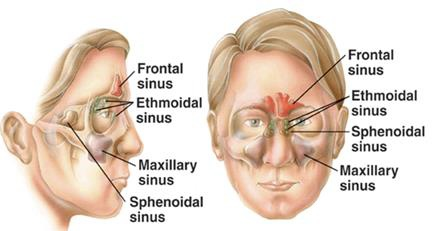 Frontal
sinus
Ethmoidal
sinus
Maxillary
sinus
Sphenoidal
sinus
Frontal
sinus
Ethmoidal
sinus
Sphenoidal
sinus
Maxillary
sinus